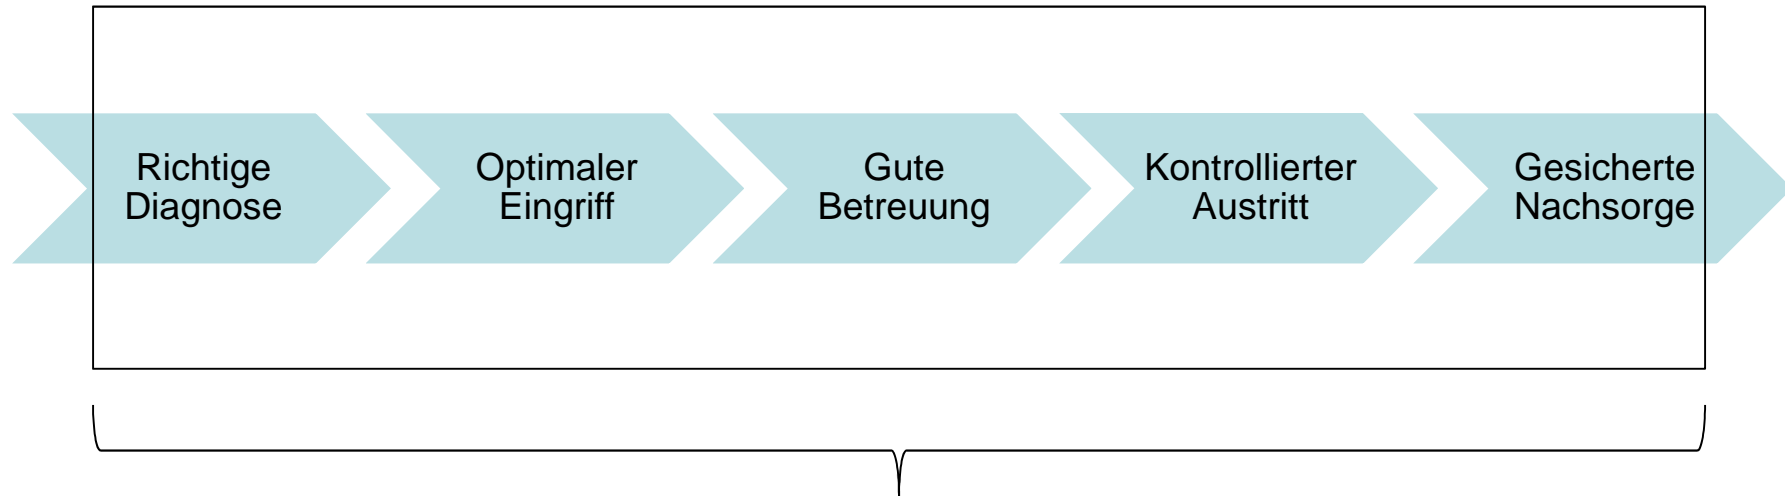 Richtige
Diagnose
Optimaler
Eingriff
Gute
Betreuung
Kontrollierter
Austritt
Gesicherte
Nachsorge